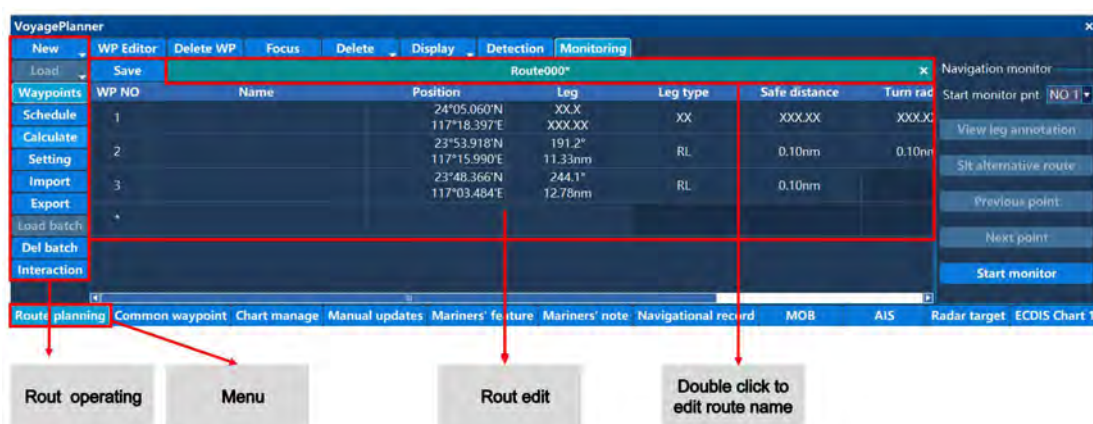 VoyagePlanner ×
New WP Editor Delete WP Focus Delete Display Detection Monitoring
Load Save Route000* × Navigation monitor
Waypoints WP NO Name Position Leg Leg type Safe distance Turn rad Start monitor pnt NO 1
Schedule 1 24°05.060'N XX.X XX XXX.XX XXX.X
117°18.397'E XXX.XX
Calculate View leg annotation
Setting 2 23°53.918'N 191.2° RL 0.10nm 0.10nm
117°15.990'E 11.33nm
Import 3 23°48.366'N 244.1° RL 0.10nm Slt alternative route
117°03.484'E 12.78nm
Export Previous point
Load batch *
Del batch Next point
Interaction Start monitor
Route planning Common waypoint Chart manage Manual updates Mariners' feature Mariners' note Navigational record MOB AIS Radar target ECDIS Chart 1
Rout operating Menu Rout edit Double click to
edit route name